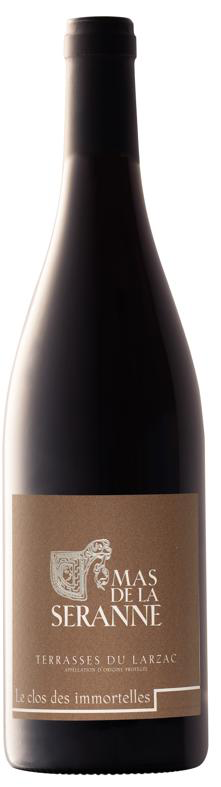 MAS
DE LA
SERANNE
TERRASSES DU LARZAC
APPELLATION D'ORIGINE PROTÉGÉE
Le clos des immortelles